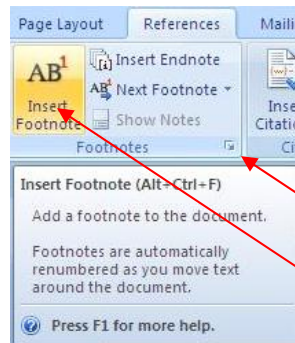 Page Layout References Maili
AB1 Insert Endnote
AB1 Next Footnote
Insert Footnote Show Notes Inse
Citati
Footnotes Ci
Insert Footnote (Alt+Ctrl+F)
Add a footnote to the document.
Footnotes are automatically
renumbered as you move text
around the document.
Press F1 for more help.